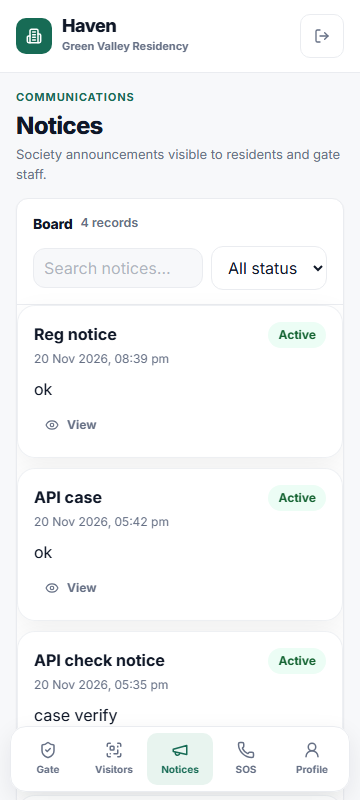 Haven
Green Valley Residency
COMMUNICATIONS
Notices
Society announcements visible to residents and gate
staff.
Board 4 records
Search notices...
All status
Reg notice
Active
20 Nov 2026, 08:39 pm
ok
View
API case
Active
20 Nov 2026, 05:42 pm
ok
View
API check notice
Active
20 Nov 2026, 05:35 pm
case verify
Gate
Visitors
Notices
SOS
Profile